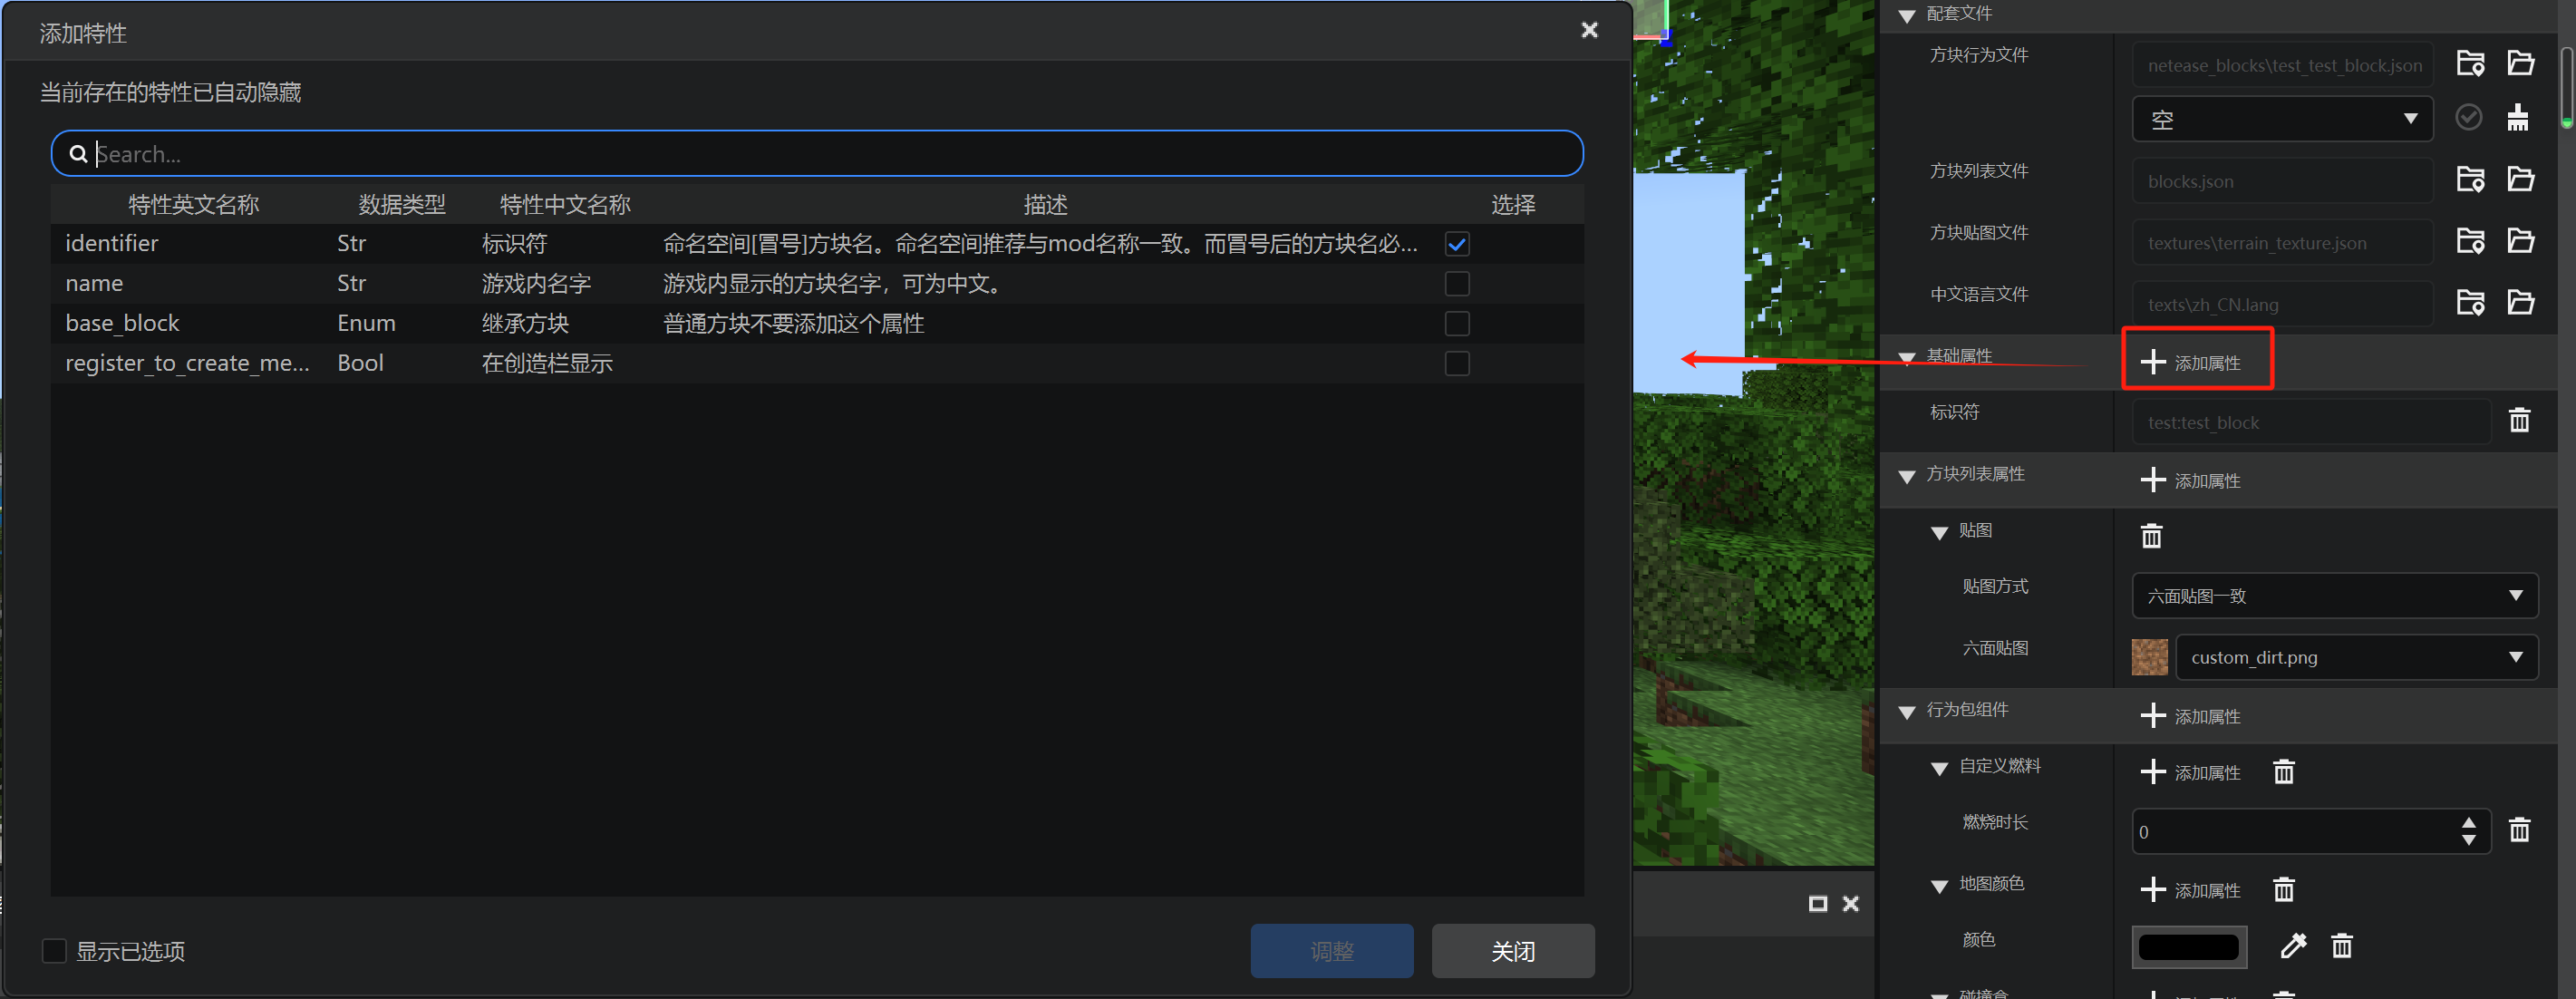 添加特性
当前存在的特性已自动隐藏
Search...
特性英文名称 数据类型 特性中文名称 描述 选择
identifier Str 标识符 命名空间[冒号]方块名。命名空间推荐与mod名称一致。而冒号后的方块名必...
name Str 游戏内名字 游戏内显示的方块名字，可为中文。
base_block Enum 继承方块 普通方块不要添加这个属性
register_to_create_me... Bool 在创造栏显示
显示已选项
调整
关闭
配套文件
方块行为文件 netease_blocks\test_test_block.json
空
方块列表文件 blocks.json
方块贴图文件 textures\terrain_texture.json
中文语言文件 texts\zh_CN.lang
基础属性 添加属性
标识符 test:test_block
方块列表属性 添加属性
贴图
贴图方式 六面贴图一致
六面贴图 custom_dirt.png
行为包组件 添加属性
自定义燃料 添加属性
燃烧时长 0
地图颜色 添加属性
颜色